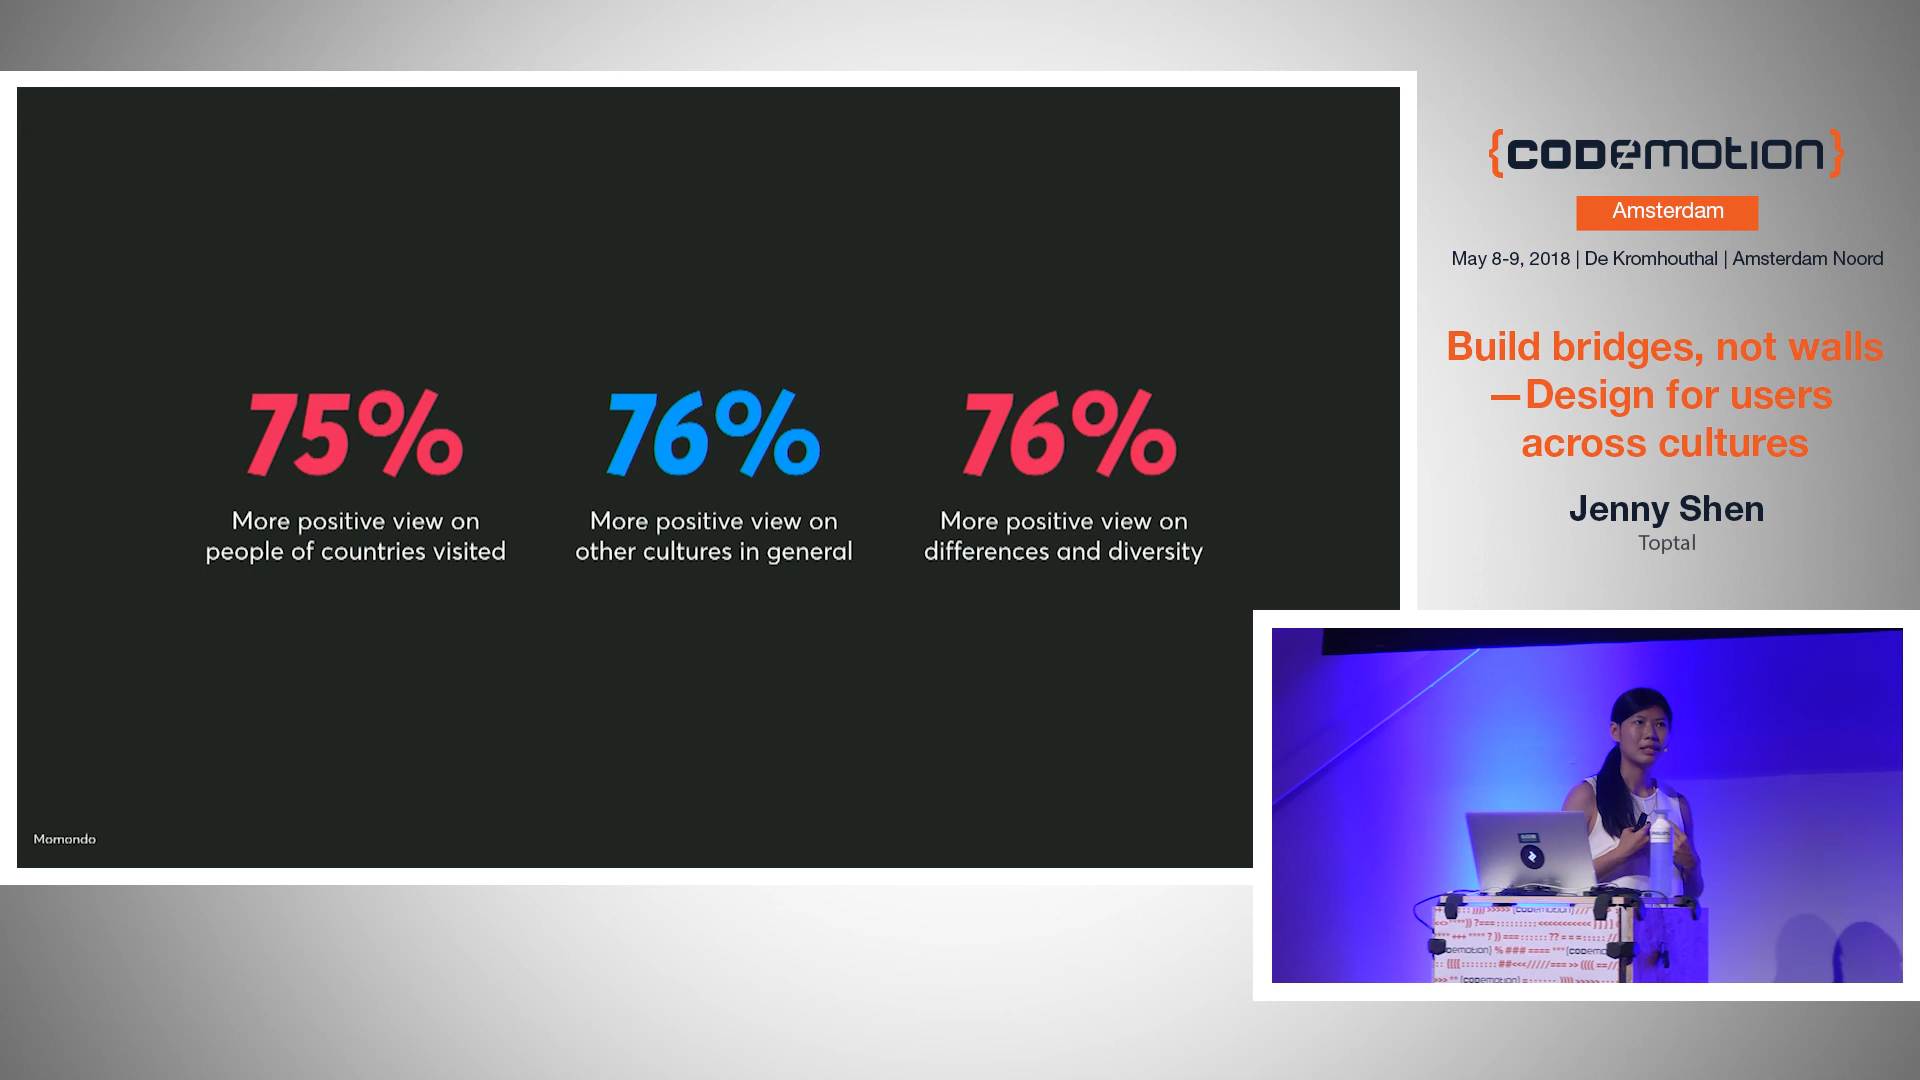 75%
More positive view on
people of countries visited
76%
More positive view on
other cultures in general
76%
More positive view on
differences and diversity
Momondo
{CODEMOTION}
Amsterdam
May 8-9, 2018 | De Kromhouthal | Amsterdam Noord
Build bridges, not walls
—Design for users
across cultures
Jenny Shen
Toptal